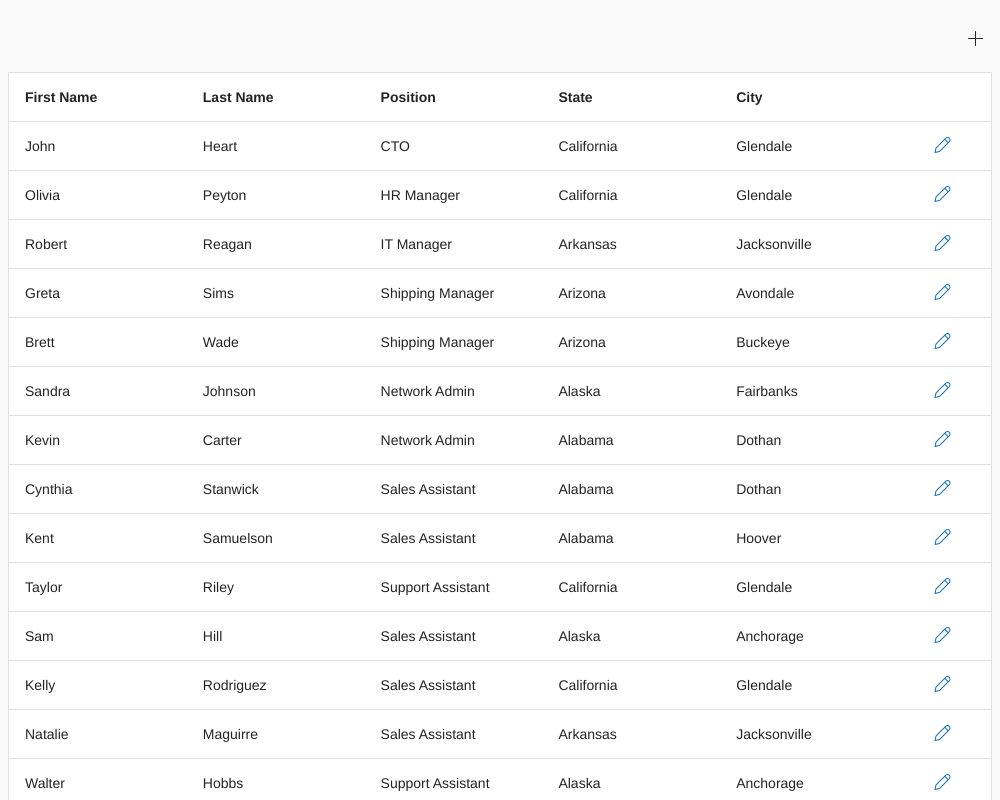 First Name Last Name Position State City
John Heart CTO California Glendale
Olivia Peyton HR Manager California Glendale
Robert Reagan IT Manager Arkansas Jacksonville
Greta Sims Shipping Manager Arizona Avondale
Brett Wade Shipping Manager Arizona Buckeye
Sandra Johnson Network Admin Alaska Fairbanks
Kevin Carter Network Admin Alabama Dothan
Cynthia Stanwick Sales Assistant Alabama Dothan
Kent Samuelson Sales Assistant Alabama Hoover
Taylor Riley Support Assistant California Glendale
Sam Hill Sales Assistant Alaska Anchorage
Kelly Rodriguez Sales Assistant California Glendale
Natalie Maguirre Sales Assistant Arkansas Jacksonville
Walter Hobbs Support Assistant Alaska Anchorage